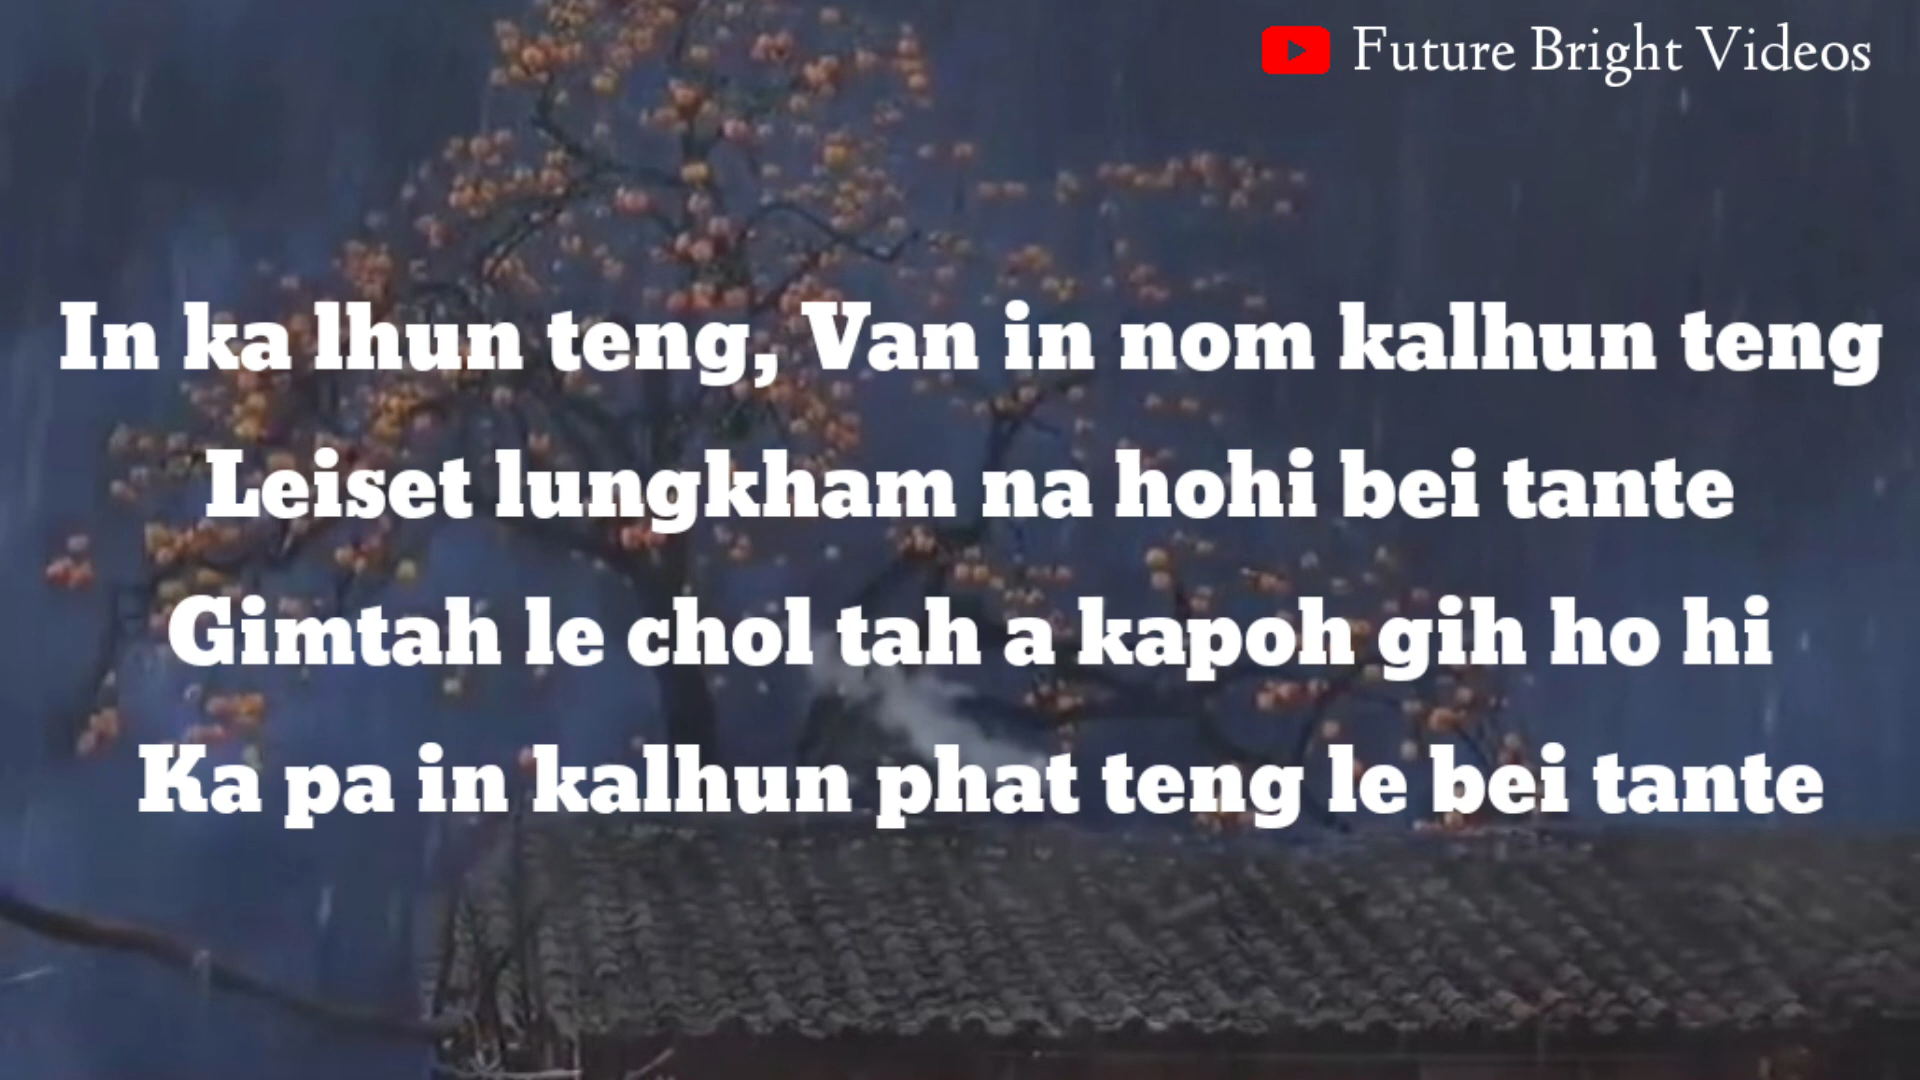 Future Bright Videos
In ka lhun teng, Van in nom kalhun teng
Leiset lungkham na hohi bei tante
Gimtah le chol tah a kapoh gih ho hi
Ka pa in kalhun phat teng le bei tante